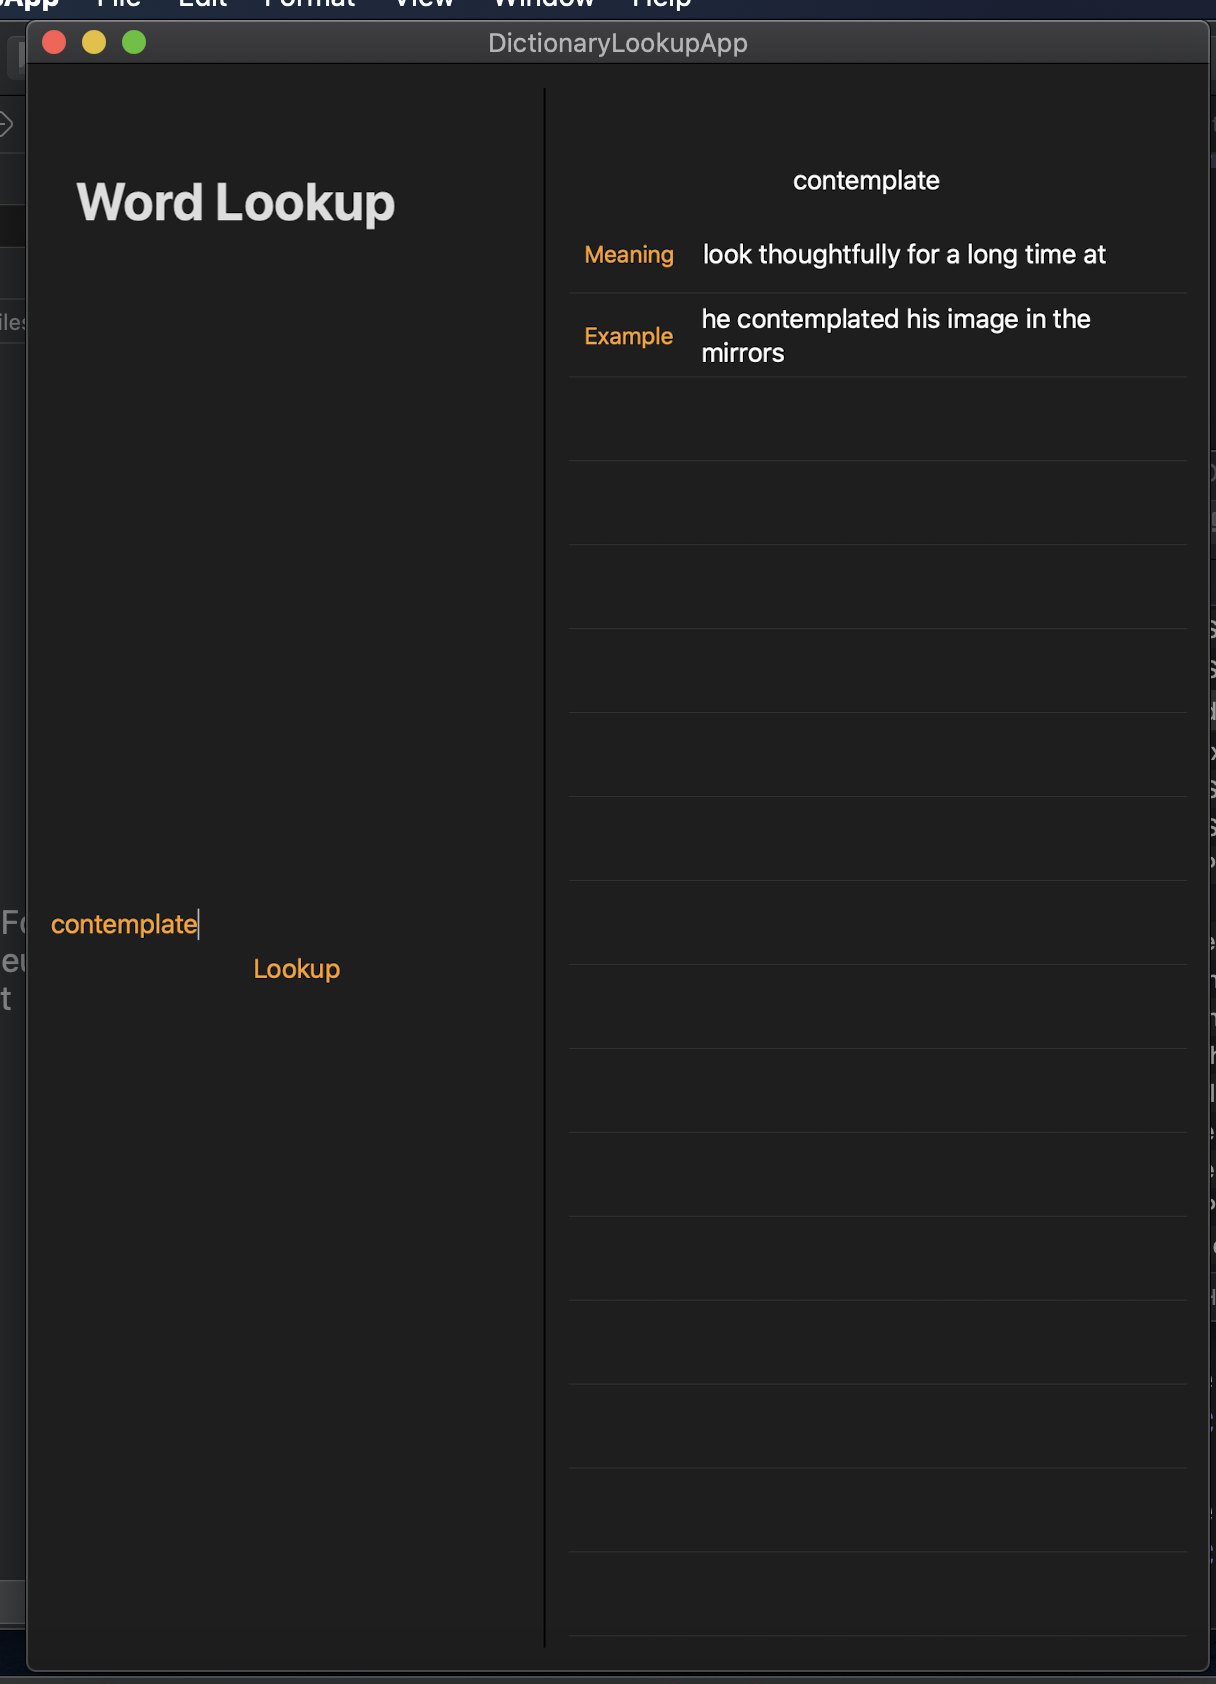 App File Edit Format View Window Help
DictionaryLookupApp
Word Lookup
contemplate
Meaning look thoughtfully for a long time at
Example he contemplated his image in the
mirrors
contemplate
Lookup